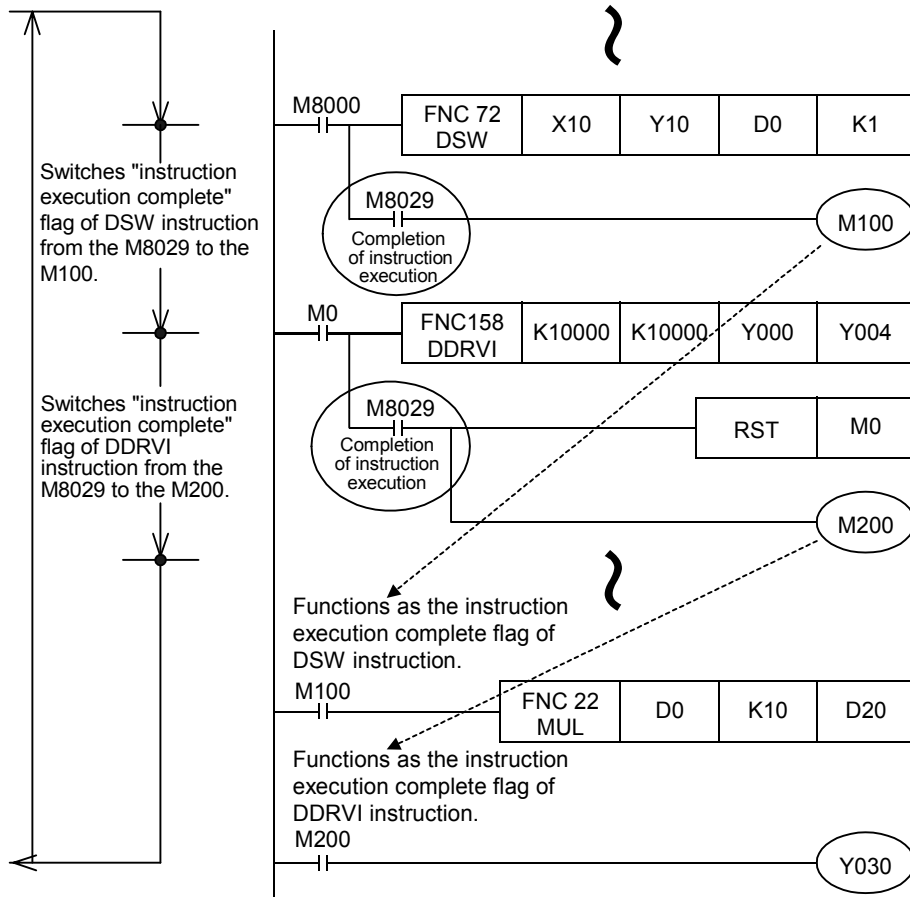 M8000
FNC 72
DSW
X10
Y10
D0
K1
Switches "instruction
execution complete"
flag of DSW instruction
from the M8029 to the
M100.
M8029
Completion
of instruction
execution
M100
M0
FNC158
DDRVI
K10000
K10000
Y000
Y004
Switches "instruction
execution complete"
flag of DDRVI
instruction from the
M8029 to the M200.
M8029
Completion
of instruction
execution
RST
M0
M200
Functions as the instruction
execution complete flag of
DSW instruction.
M100
FNC 22
MUL
D0
K10
D20
Functions as the instruction
execution complete flag of
DDRVI instruction.
M200
Y030